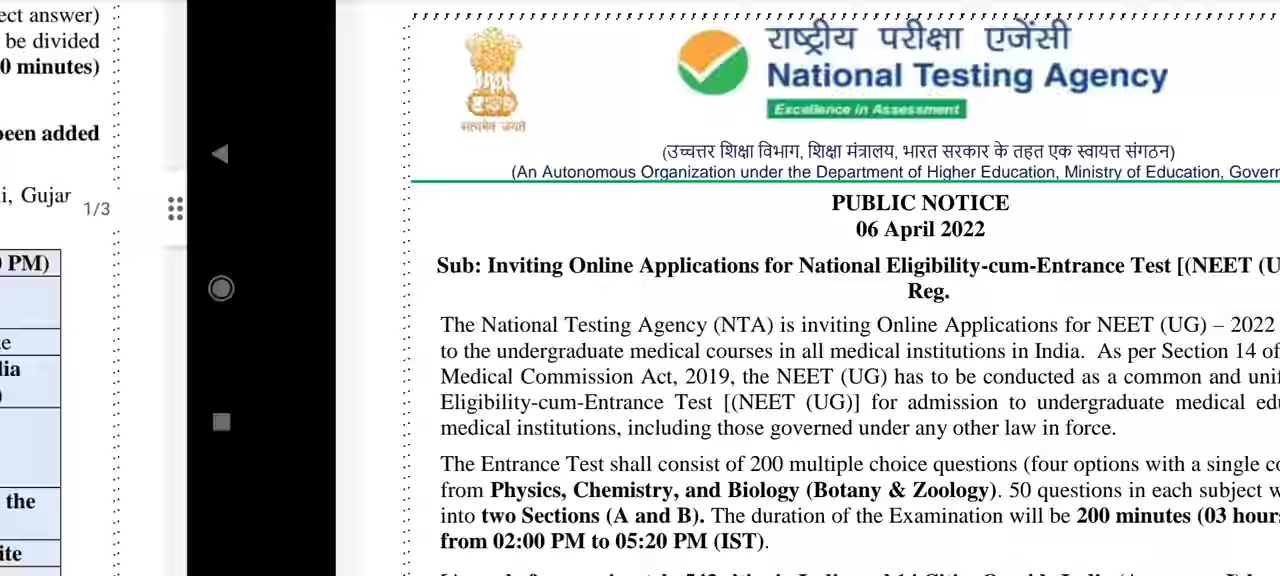 ect answer)
be divided
0 minutes)
been added
i, Gujar
1/3
PM)
e
lia
)
the
ite
सत्यमेव जयते
राष्ट्रीय परीक्षा एजेंसी
National Testing Agency
Excellence in Assessment
(उच्चतर शिक्षा विभाग, शिक्षा मंत्रालय, भारत सरकार के तहत एक स्वायत्त संगठन)
(An Autonomous Organization under the Department of Higher Education, Ministry of Education, Govern
PUBLIC NOTICE
06 April 2022
Sub: Inviting Online Applications for National Eligibility-cum-Entrance Test [(NEET (U
Reg.
The National Testing Agency (NTA) is inviting Online Applications for NEET (UG) – 2022
to the undergraduate medical courses in all medical institutions in India. As per Section 14 of
Medical Commission Act, 2019, the NEET (UG) has to be conducted as a common and unif
Eligibility-cum-Entrance Test [(NEET (UG)] for admission to undergraduate medical edu
medical institutions, including those governed under any other law in force.
The Entrance Test shall consist of 200 multiple choice questions (four options with a single co
from Physics, Chemistry, and Biology (Botany & Zoology). 50 questions in each subject w
into two Sections (A and B). The duration of the Examination will be 200 minutes (03 hours
from 02:00 PM to 05:20 PM (IST).